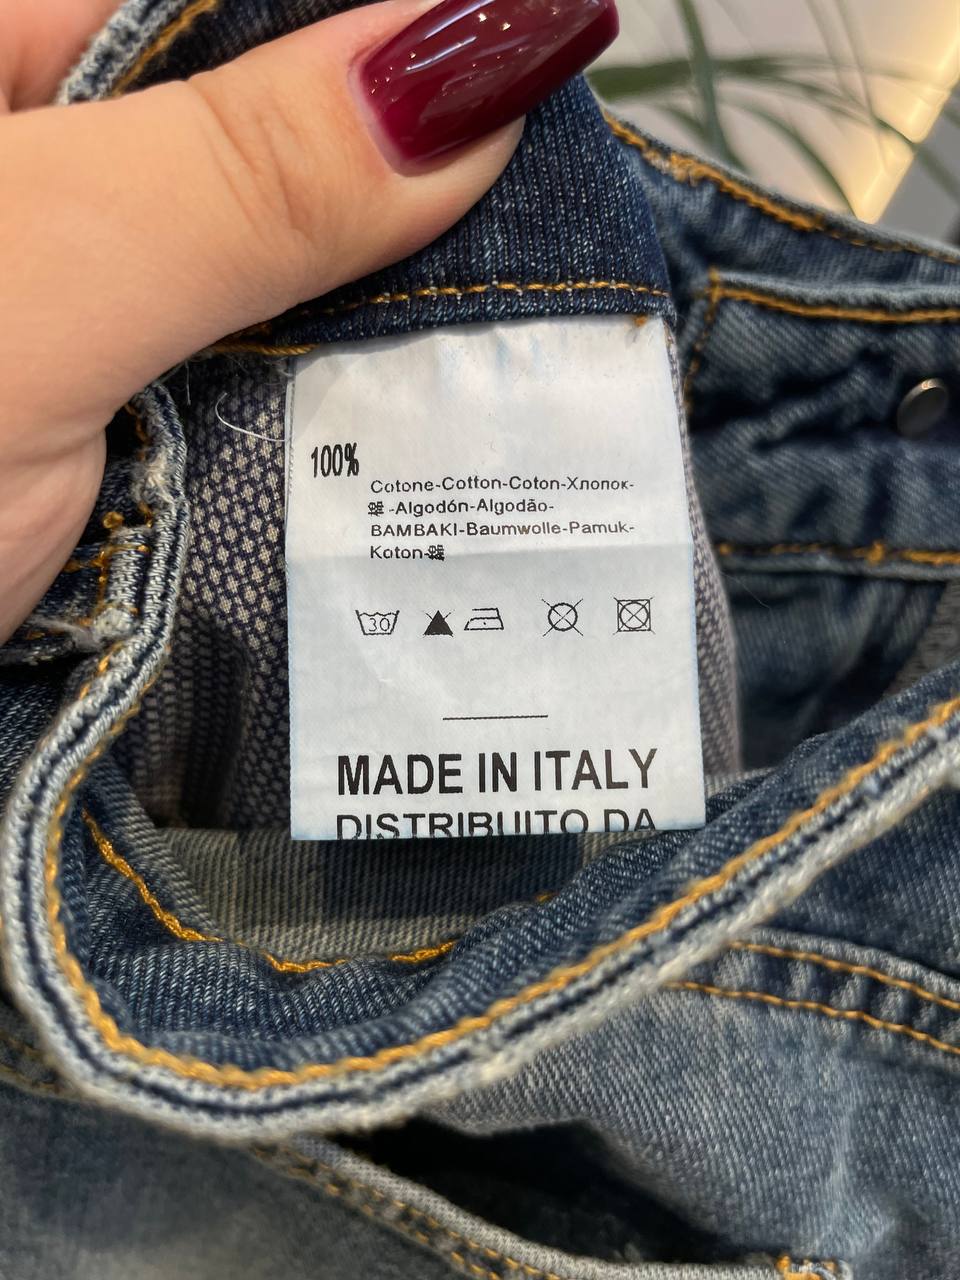 100%
Cotone-Cotton-Coton-Хлопок-
-Algodón-Algodão-
BAMBAKI-Baumwolle-Pamuk-
Koton-
30
MADE IN ITALY
DISTRIBUITO DA